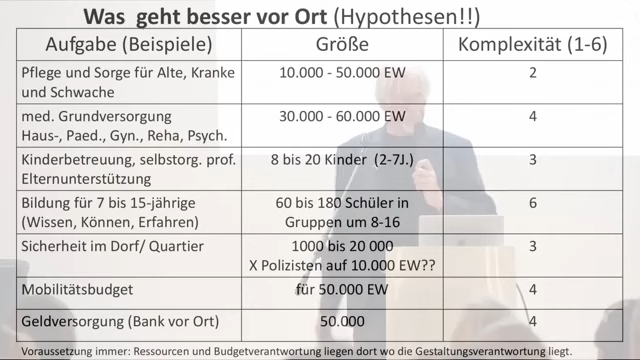 Was geht besser vor Ort (Hypothesen!!)
Aufgabe (Beispiele) Größe Komplexität (1-6)
Pflege und Sorge für Alte, Kranke 10.000 - 50.000 EW 2
und Schwache
med. Grundversorgung 30.000 - 60.000 EW 4
Haus-, Paed., Gyn., Reha, Psych.
Kinderbetreuung, selbstorg. prof. 8 bis 20 Kinder (2-7J.) 3
Elternunterstützung
Bildung für 7 bis 15-jährige 60 bis 180 Schüler in 6
(Wissen, Können, Erfahren) Gruppen um 8-16
Sicherheit im Dorf/ Quartier 1000 bis 20 000 3
X Polizisten auf 10.000 EW??
Mobilitätsbudget für 50.000 EW 4
Geldversorgung (Bank vor Ort) 50.000 4
Voraussetzung immer: Ressourcen und Budgetverantwortung liegen dort wo die Gestaltungsverantwortung liegt.